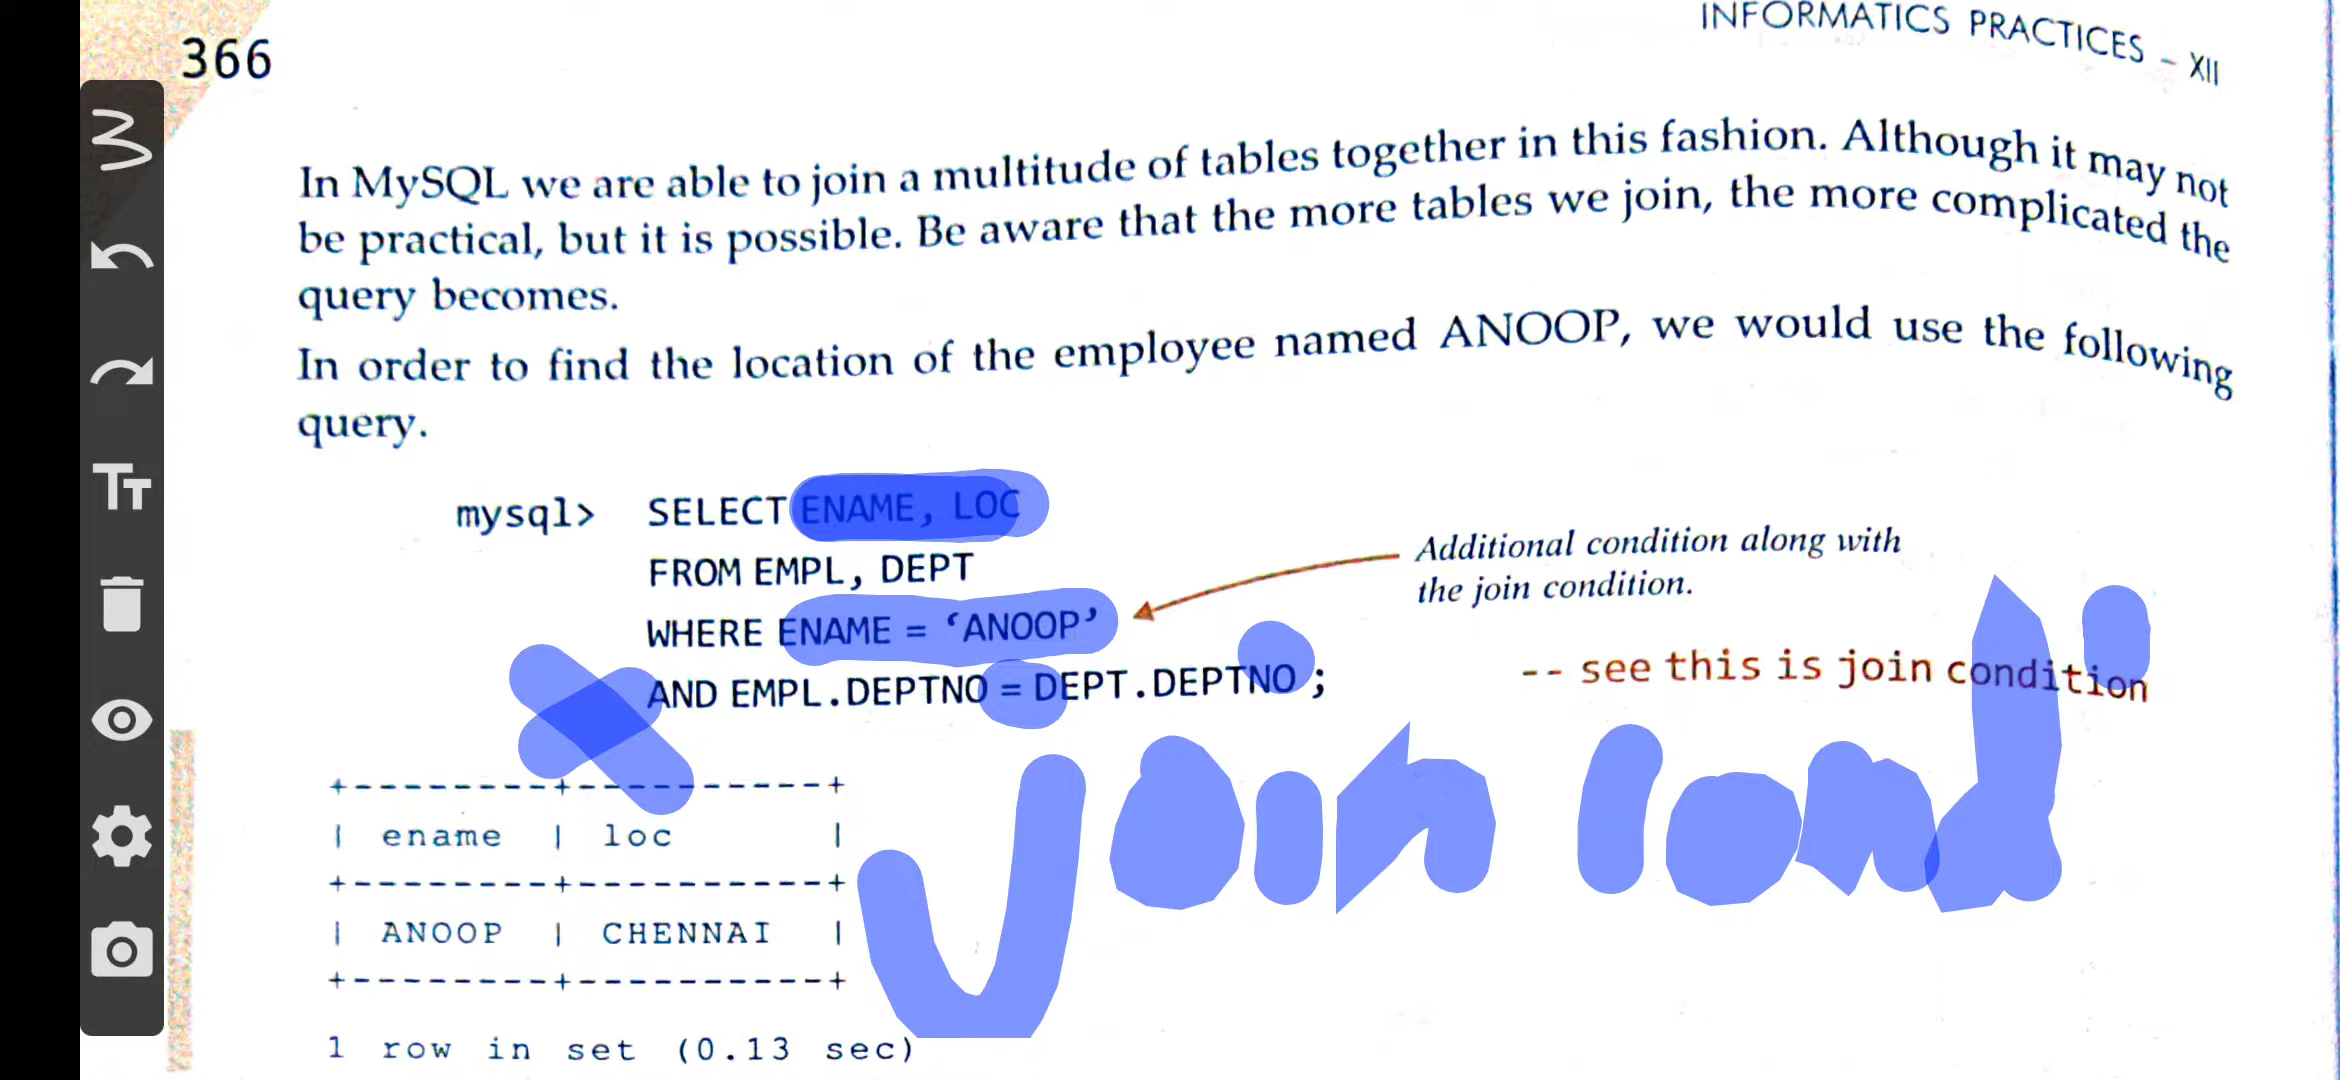 INFORMATICS PRACTICES - XII
366
In MySQL we are able to join a multitude of tables together in this fashion. Although it may not
be practical, but it is possible. Be aware that the more tables we join, the more complicated the
query becomes.
In order to find the location of the employee named ANOOP, we would use the following
query.
mysql> SELECT ENAME, LOC
FROM EMPL, DEPT
WHERE ENAME = ‘ANOOP’
AND EMPL.DEPTNO = DEPT.DEPTNO ;
Additional condition along with
the join condition.
-- see this is join condition
join cond
+---------+-----------+
| ename | loc |
+---------+-----------+
| ANOOP | CHENNAI |
+---------+-----------+
1 row in set (0.13 sec)
Tт